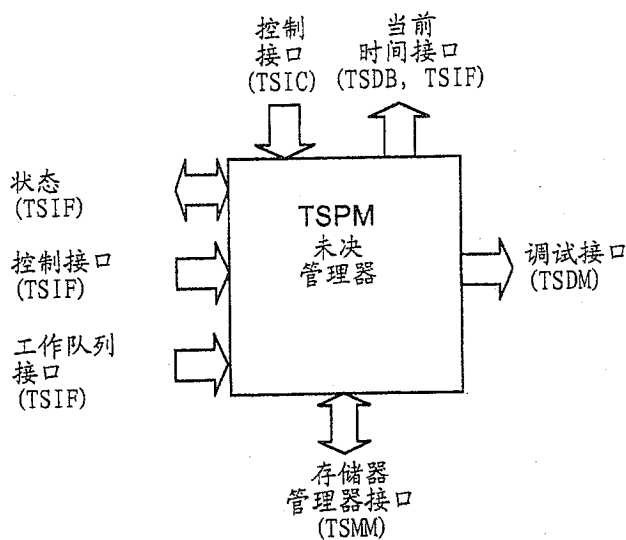 控制
接口
(TSIC)
当前
时间接口
(TSDB, TSIF)
状态
(TSIF)
控制接口
(TSIF)
工作队列
接口
(TSIF)
TSPM
未决
管理器
调试接口
(TSDM)
存储器
管理器接口
(TSMM)